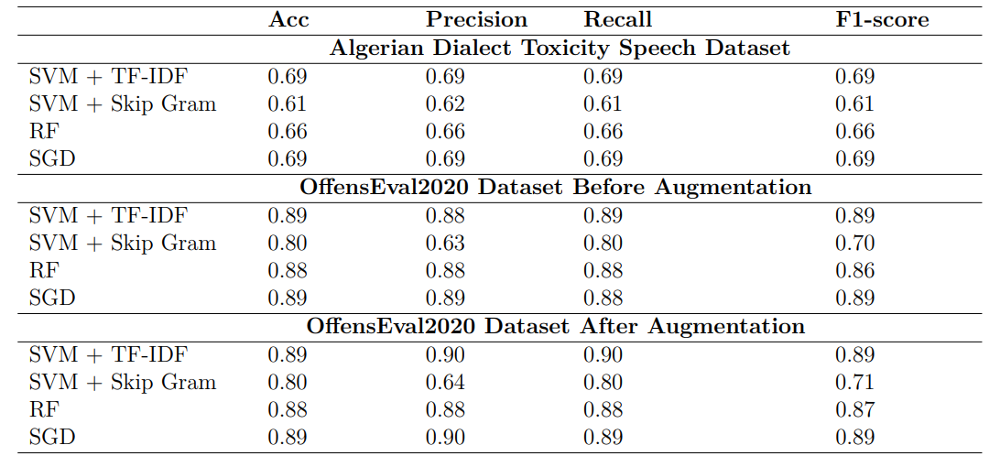 Acc Precision Recall F1-score
Algerian Dialect Toxicity Speech Dataset
SVM + TF-IDF 0.69 0.69 0.69 0.69
SVM + Skip Gram 0.61 0.62 0.61 0.61
RF 0.66 0.66 0.66 0.66
SGD 0.69 0.69 0.69 0.69
OffensEval2020 Dataset Before Augmentation
SVM + TF-IDF 0.89 0.88 0.89 0.89
SVM + Skip Gram 0.80 0.63 0.80 0.70
RF 0.88 0.88 0.88 0.86
SGD 0.89 0.89 0.88 0.89
OffensEval2020 Dataset After Augmentation
SVM + TF-IDF 0.89 0.90 0.90 0.89
SVM + Skip Gram 0.80 0.64 0.80 0.71
RF 0.88 0.88 0.88 0.87
SGD 0.89 0.90 0.89 0.89